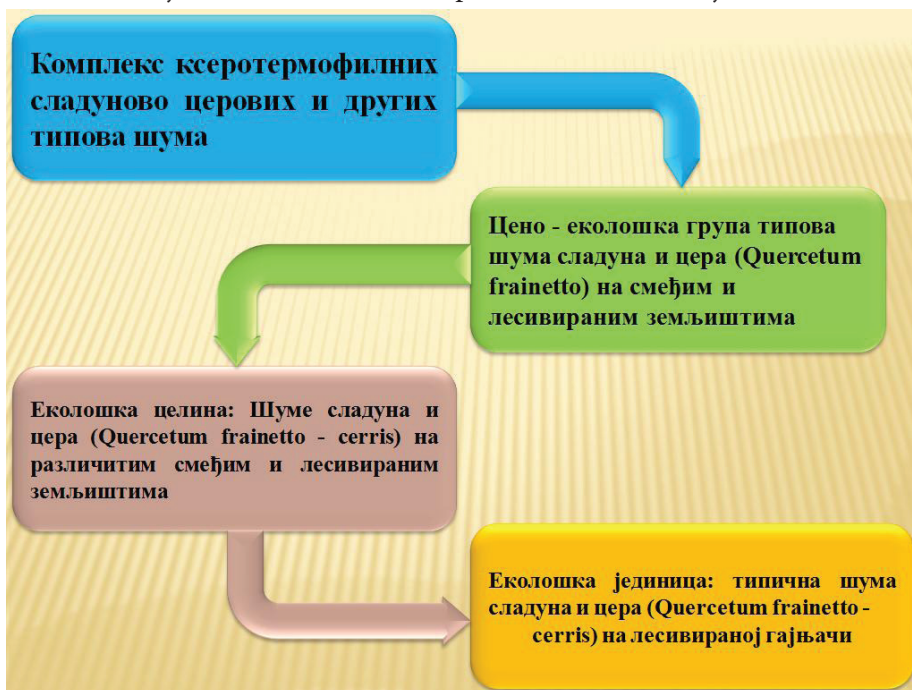 Комплекс ксеротермофилних
сладуново церових и других
типова шума
Цено - еколошка група типова
шума сладуна и цера (Quercetum
frainetto) на смеђим и
лесивираним земљиштима
Еколошка целина: Шуме сладуна и
цера (Quercetum frainetto - cerris) на
различитим смеђим и лесивираним
земљиштима
Еколошка јединица: типична шума
сладуна и цера (Quercetum frainetto -
cerris) на лесивираној гајњачи